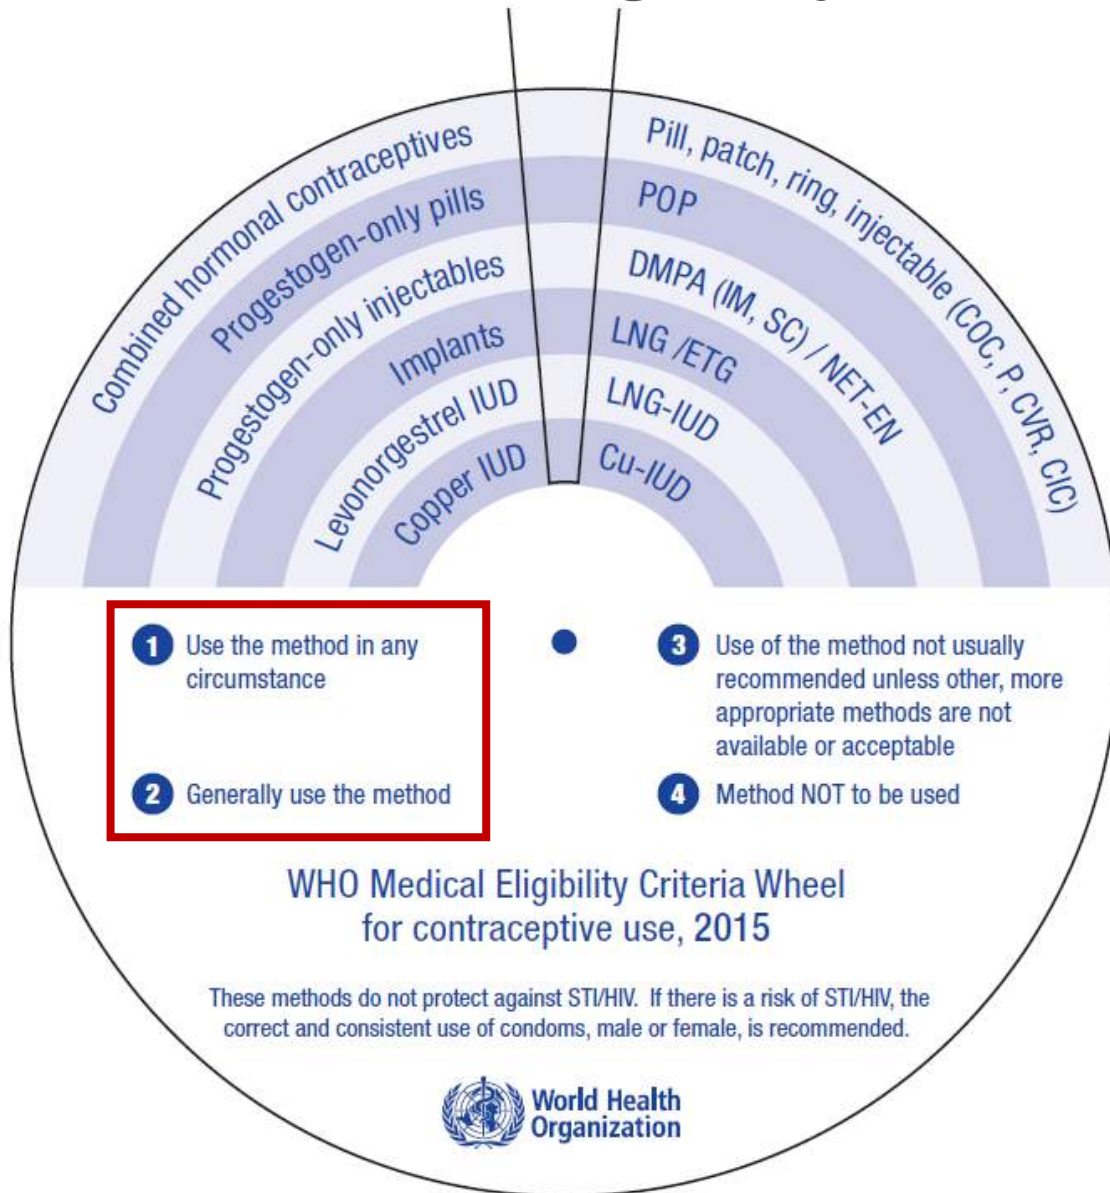 Combined hormonal contraceptives
Pill, patch, ring, injectable (COC, P, CVR, CIC)
Progestogen-only pills
POP
Progestogen-only injectables
DMPA (IM, SC) / NET-EN
Implants
LNG /ETG
Levonorgestrel IUD
LNG-IUD
Copper IUD
Cu-IUD
1 Use the method in any
circumstance
2 Generally use the method
3 Use of the method not usually
recommended unless other, more
appropriate methods are not
available or acceptable
4 Method NOT to be used
WHO Medical Eligibility Criteria Wheel
for contraceptive use, 2015
These methods do not protect against STI/HIV. If there is a risk of STI/HIV, the
correct and consistent use of condoms, male or female, is recommended.
World Health
Organization